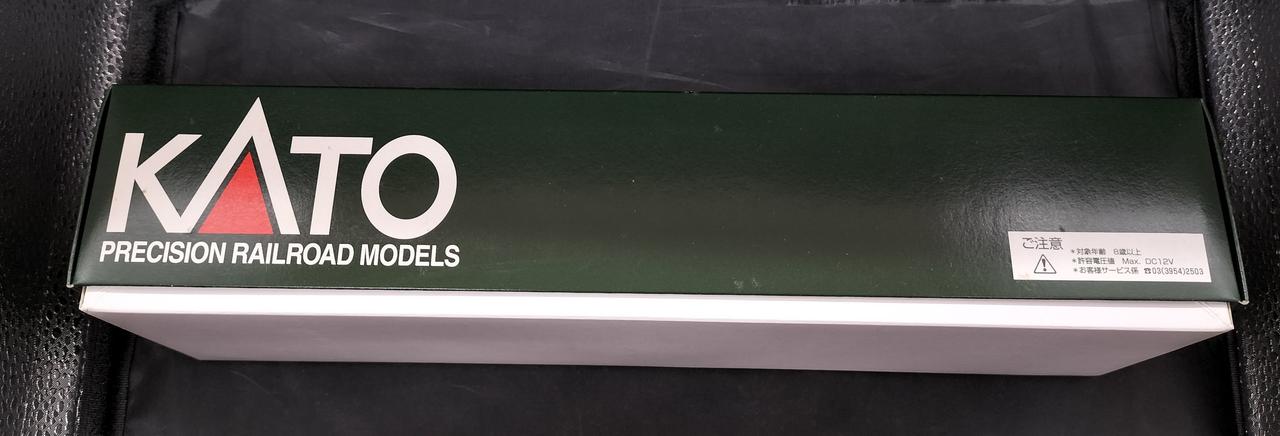 KATO
PRECISION RAILROAD MODELS
ご注意
*対象年齢 8歳以上
*許容電圧値 Max. DC12V
*お客様サービス係 ☎03(3954)2503